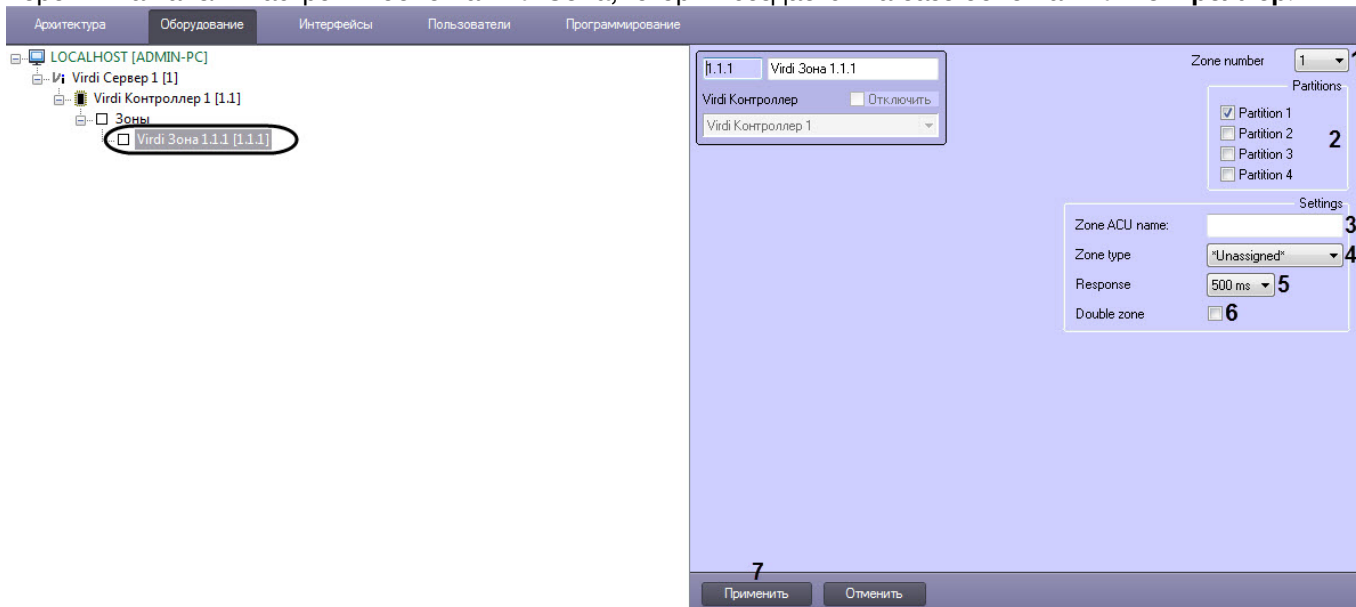 Архитектура Оборудование Интерфейсы Пользователи Программирование
LOCALHOST [ADMIN-PC]
Virdi Сервер 1 [1]
Virdi Контроллер 1 [1.1]
Зоны
Virdi Зона 1.1.1 [1.1.1]
1.1.1 Virdi Зона 1.1.1
Virdi Контроллер Отключить
Virdi Контроллер 1
Zone number 1 1
Partitions
Partition 1
Partition 2
2
Partition 3
Partition 4
Settings
Zone ACU name: 3
Zone type *Unassigned* 4
Response 500 ms 5
Double zone 6
7
Применить Отменить